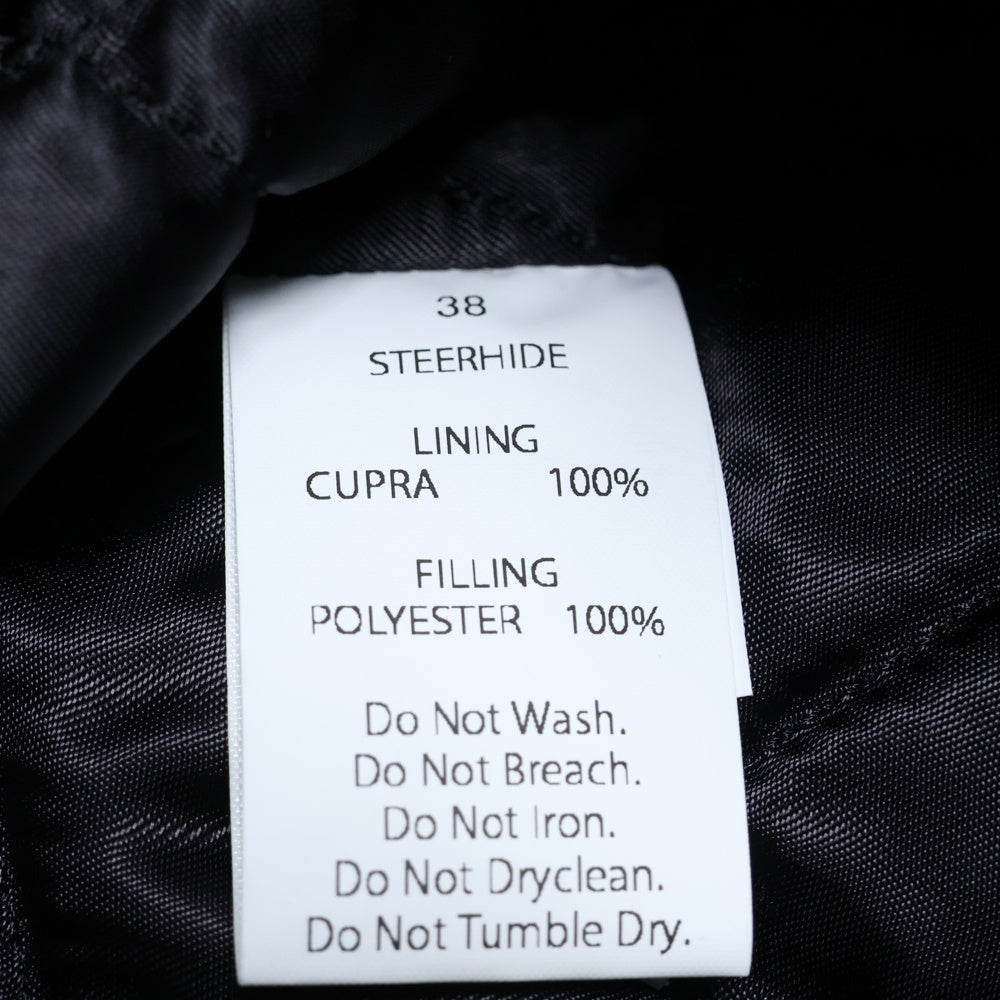 38
STEERHIDE
LINING
CUPRA 100%
FILLING
POLYESTER 100%
Do Not Wash.
Do Not Breach.
Do Not Iron.
Do Not Dryclean.
Do Not Tumble Dry.